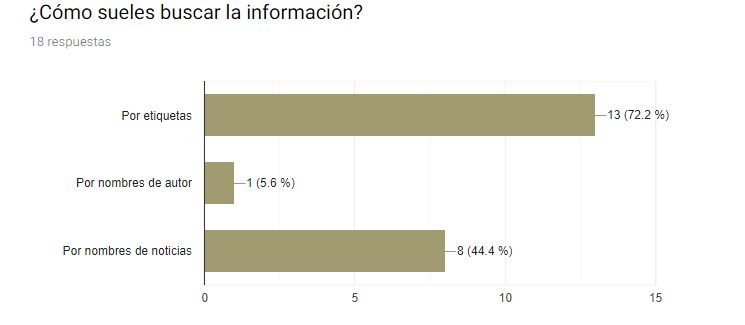 ¿Cómo sueles buscar la información?
18 respuestas
Por etiquetas
13 (72.2 %)
Por nombres de autor
1 (5.6 %)
Por nombres de noticias
8 (44.4 %)
0
5
10
15